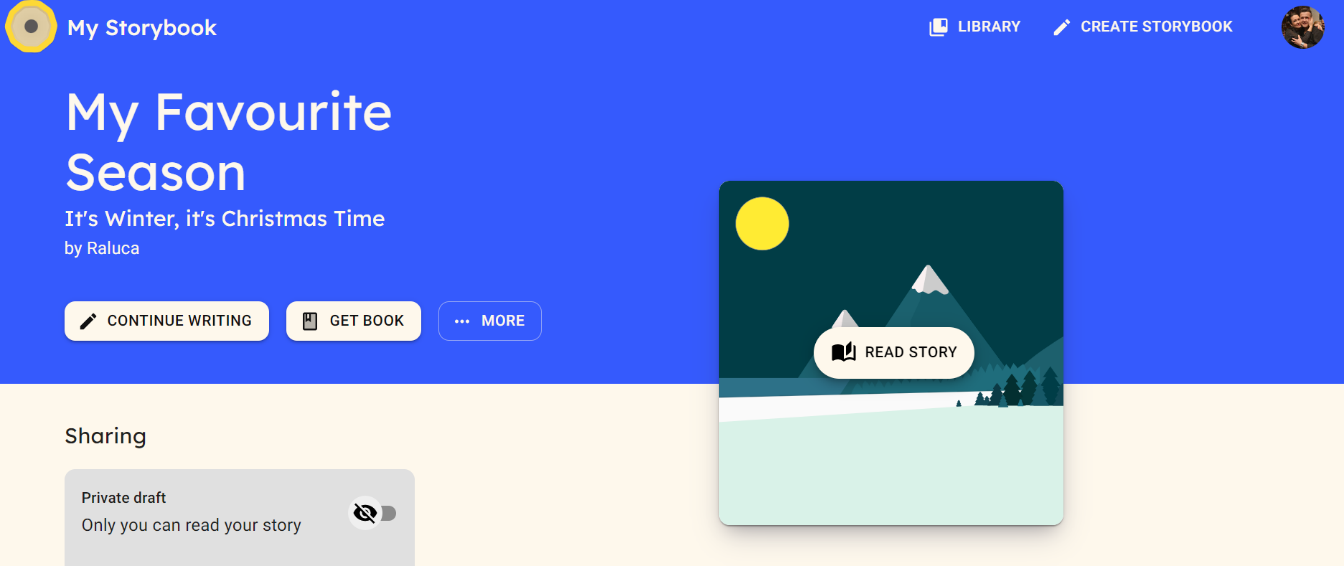 My Storybook
LIBRARY
CREATE STORYBOOK
My Favourite
Season
It's Winter, it's Christmas Time
by Raluca
CONTINUE WRITING
GET BOOK
MORE
READ STORY
Sharing
Private draft
Only you can read your story